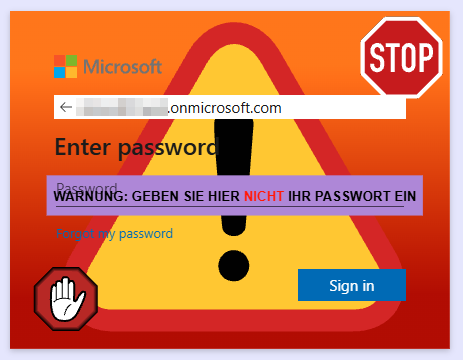 STOP
Microsoft
.onmicrosoft.com
Enter password
Password
WARNUNG: GEBEN SIE HIER NICHT IHR PASSWORT EIN
Forgot my password
Sign in